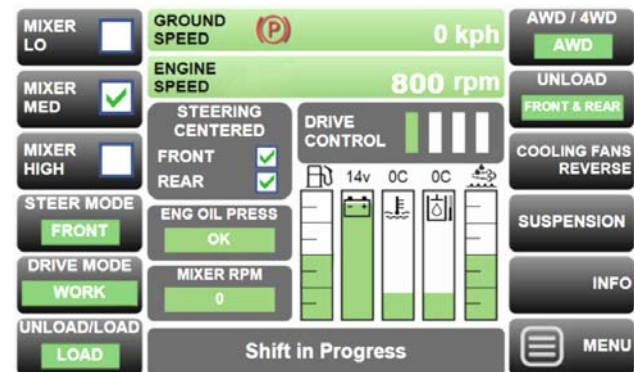 MIXER
LO
MIXER
MED
MIXER
HIGH
STEER MODE
FRONT
DRIVE MODE
WORK
UNLOAD/LOAD
LOAD
GROUND
SPEED
(P)
0 kph
ENGINE
SPEED
800 rpm
STEERING
CENTERED
FRONT
REAR
ENG OIL PRESS
OK
MIXER RPM
0
DRIVE
CONTROL
14v 0C 0C
Shift in Progress
AWD / 4WD
AWD
UNLOAD
FRONT & REAR
COOLING FANS
REVERSE
SUSPENSION
INFO
MENU